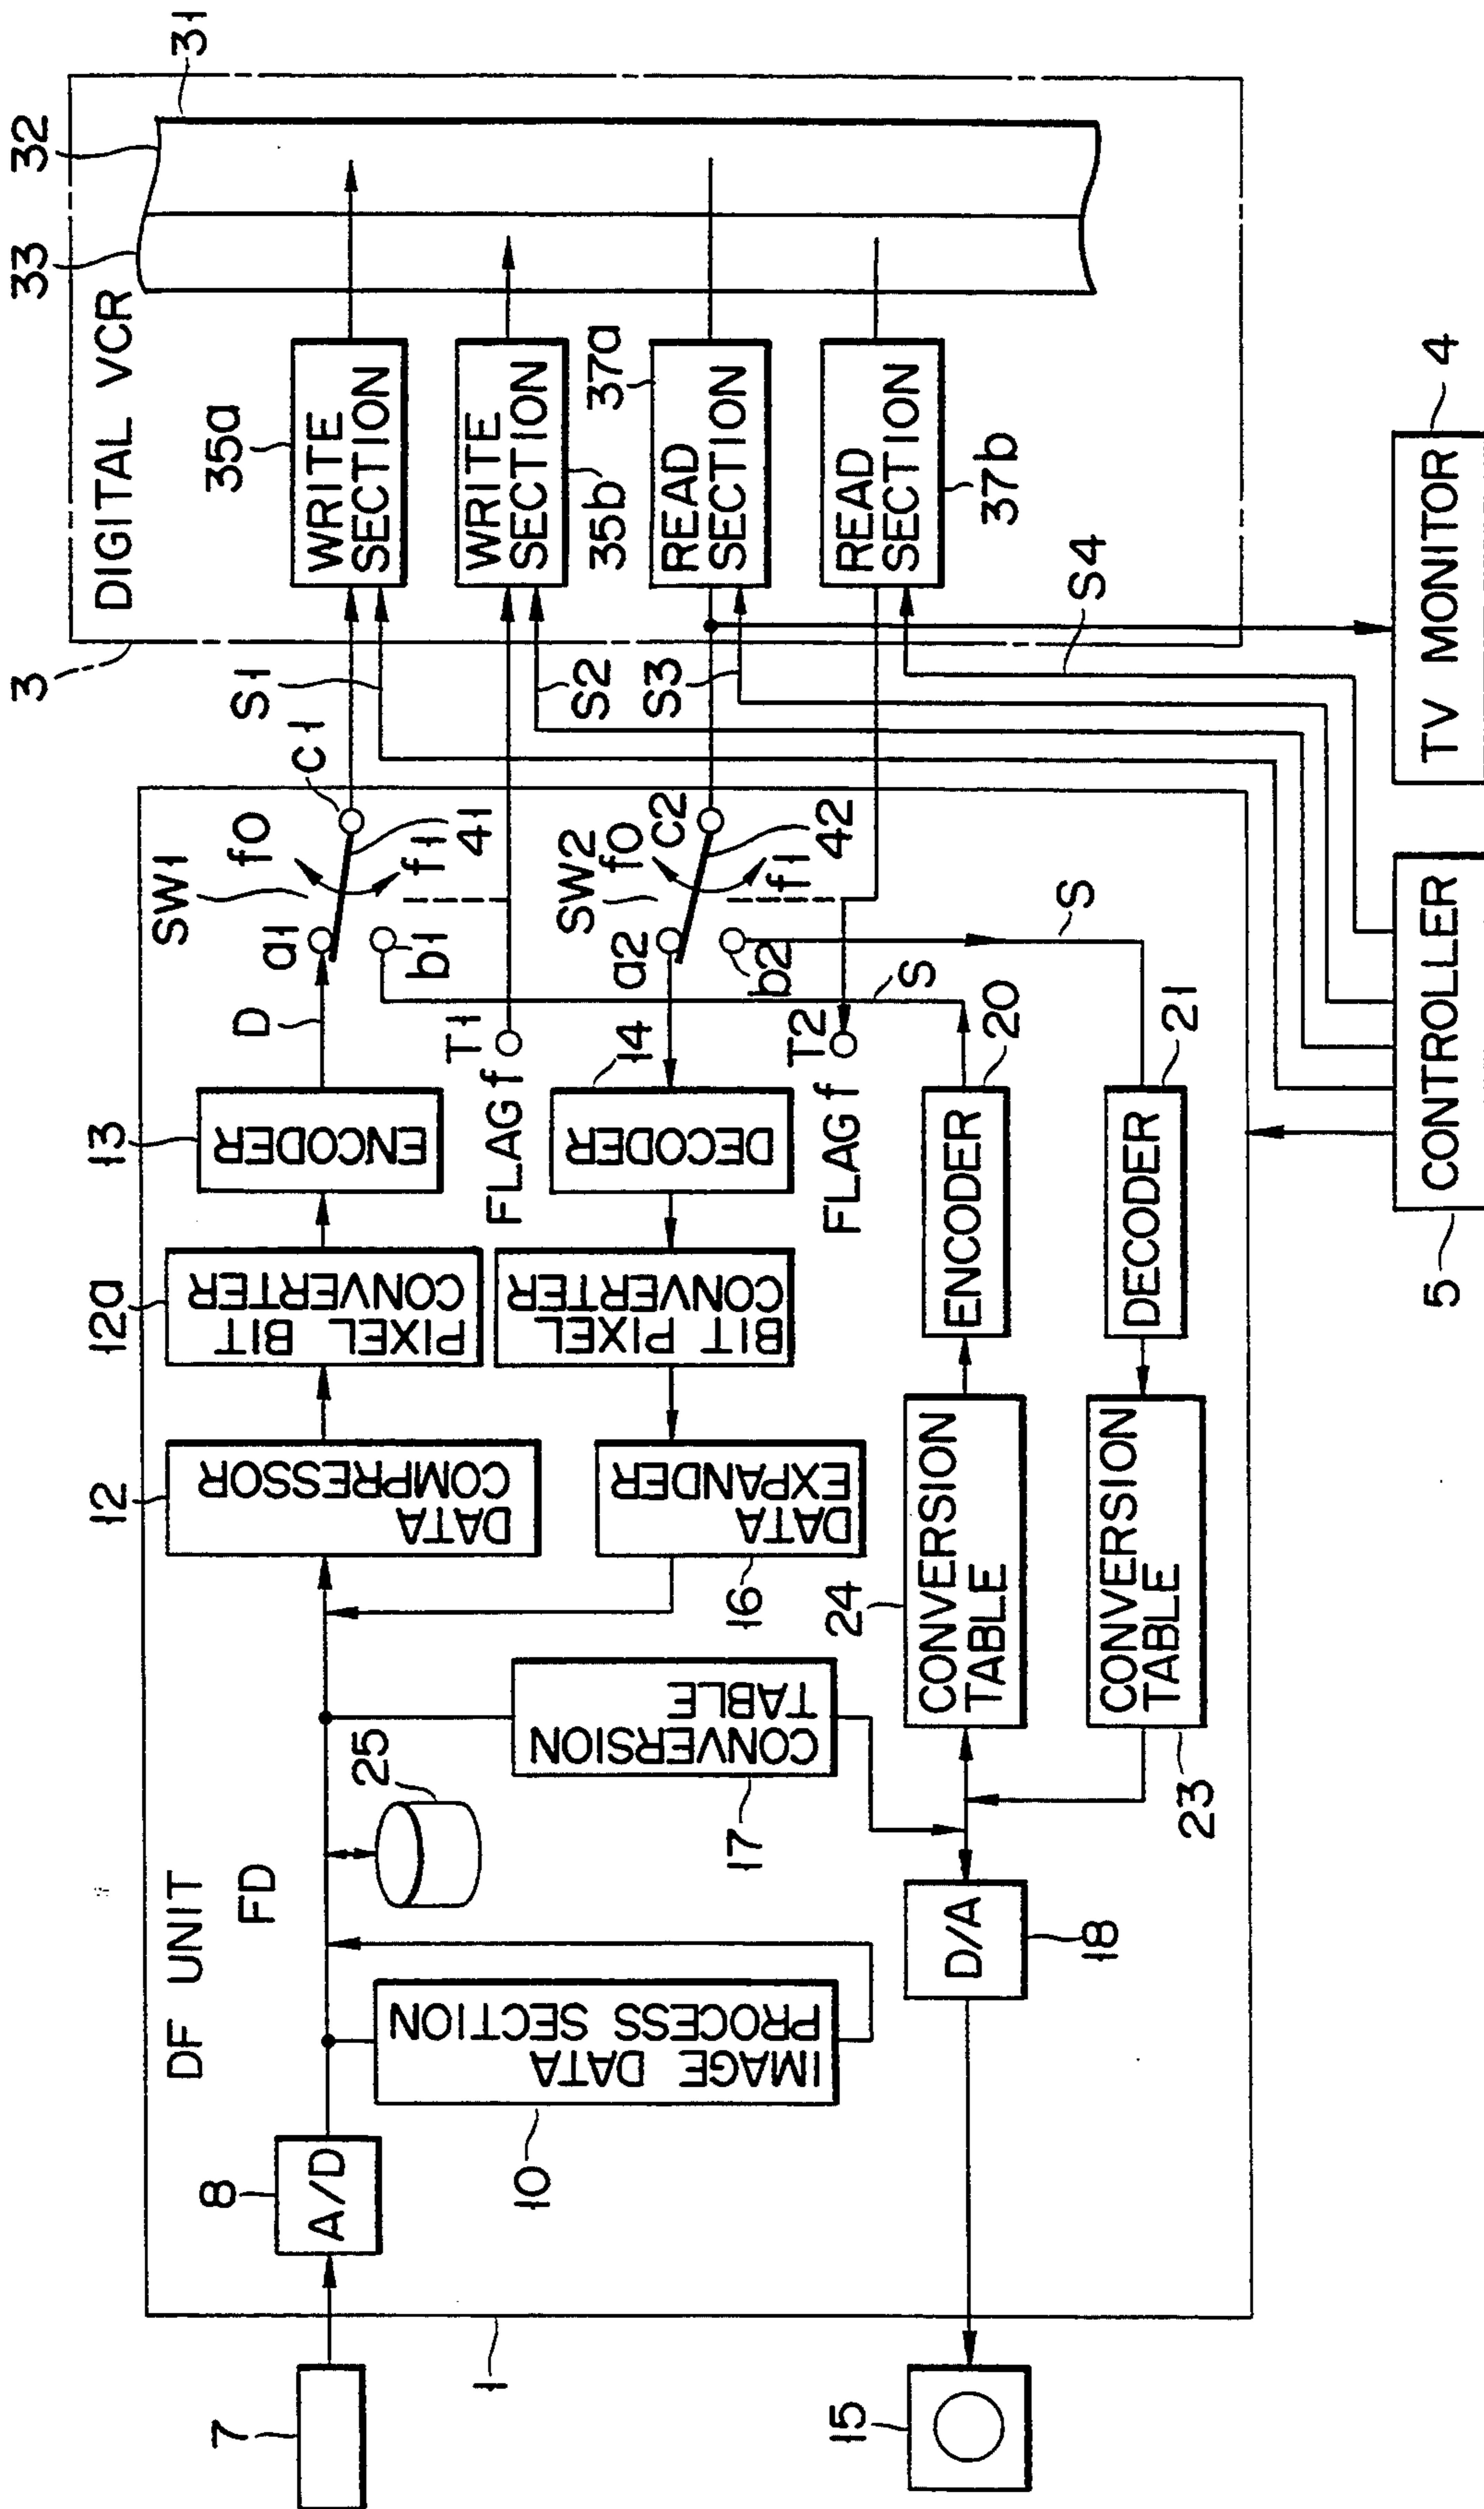 31
32
33
3
DIGITAL VCR
35a
WRITE
SECTION
WRITE
SECTION
35b
37a
READ
SECTION
READ
SECTION
37b
S1
S2
S3
S4
TV MONITOR
4
CONTROLLER
5
DF UNIT
FD
1
7
8
A/D
IMAGE DATA
PROCESS SECTION
10
25
CONVERSION
TABLE
17
12
DATA
COMPRESSOR
12a
PIXEL BIT
CONVERTER
13
ENCODER
D
SW1
a1
b1
c1
f0
f1
41
T1
FLAG f
SW2
a2
b2
c2
f0
f1
42
T2
FLAG f
14
DECODER
BIT PIXEL
CONVERTER
DATA
EXPANDER
16
24
CONVERSION
TABLE
ENCODER
20
S
S
DECODER
21
CONVERSION
TABLE
23
D/A
18
15